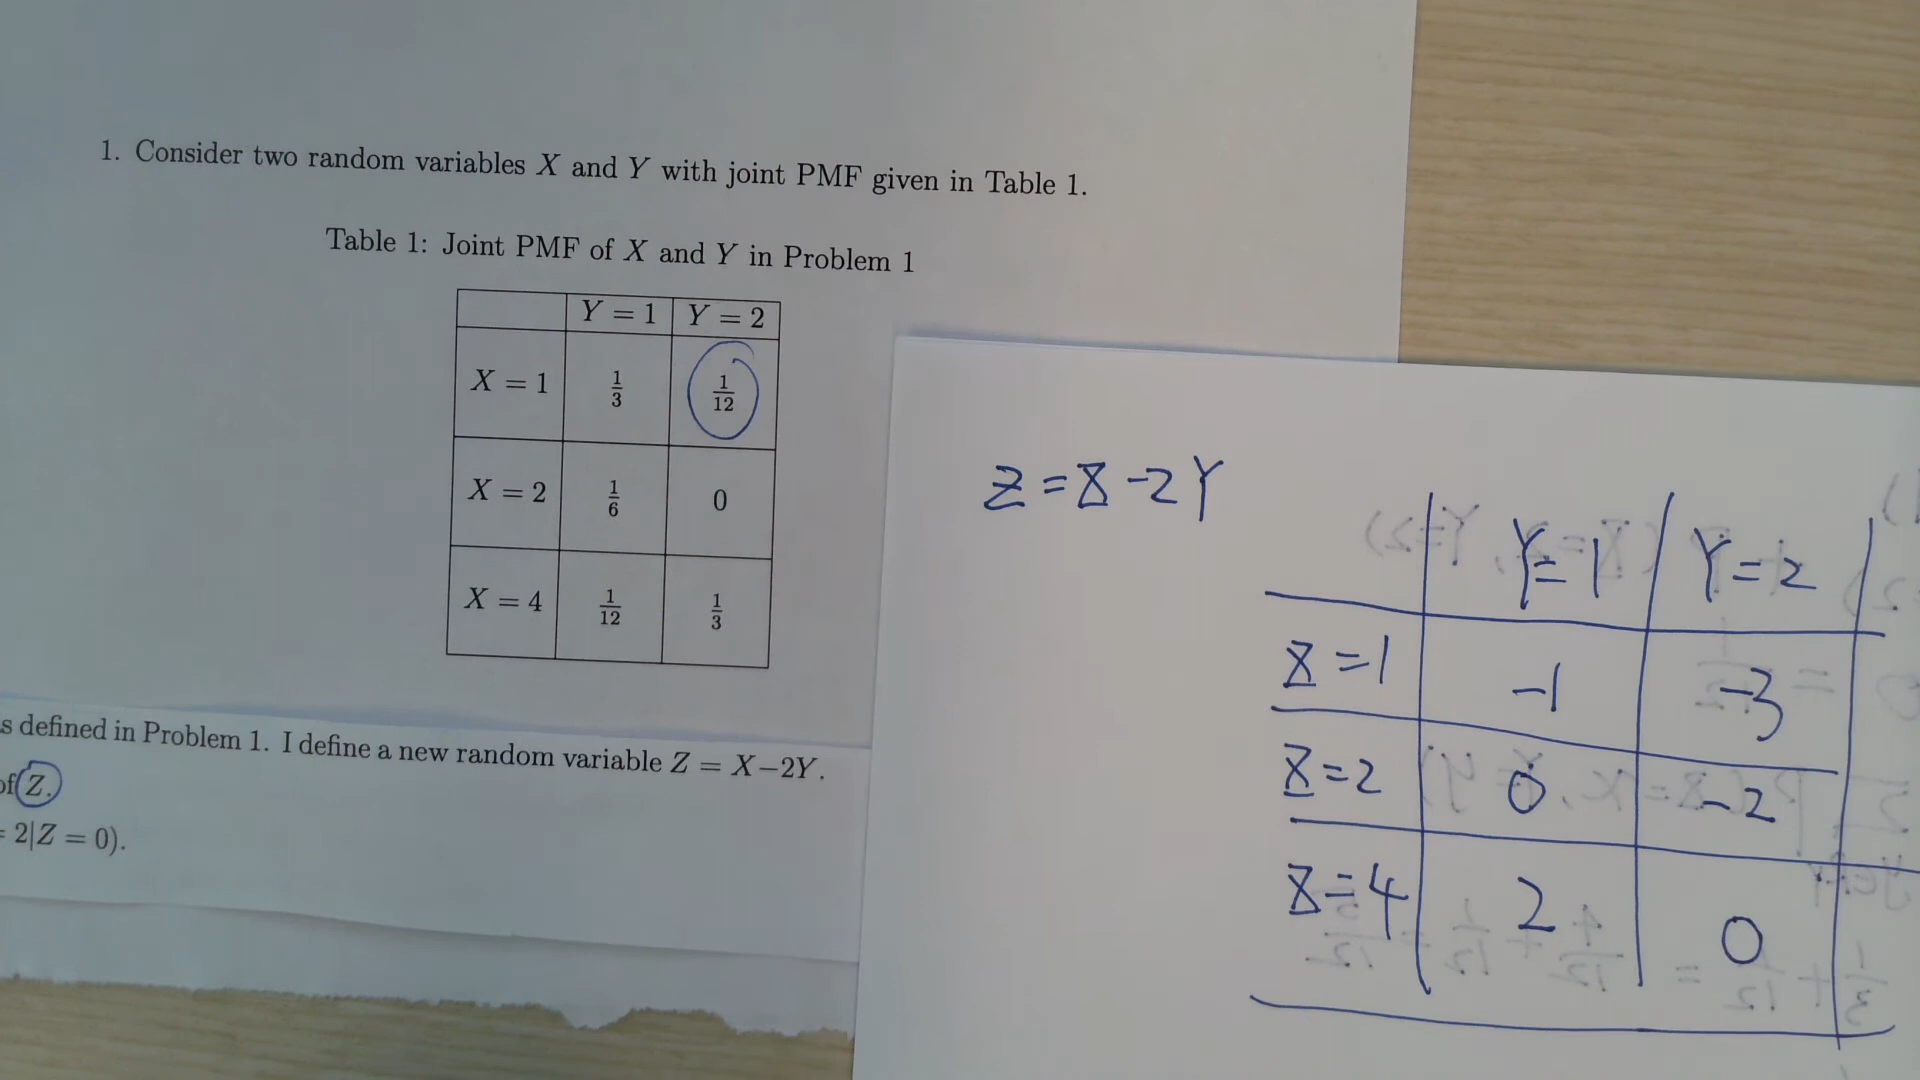 1. Consider two random variables X and Y with joint PMF given in Table 1.
Table 1: Joint PMF of X and Y in Problem 1
Y = 1 Y = 2
X = 1 1/3 1/12
X = 2 1/6 0
X = 4 1/12 1/3
s defined in Problem 1. I define a new random variable Z = X−2Y.
of Z.
= 2|Z = 0).
Z = X - 2Y
Y = 1 Y = 2
X = 1 -1 -3
X = 2 0 -2
X = 4 2 0